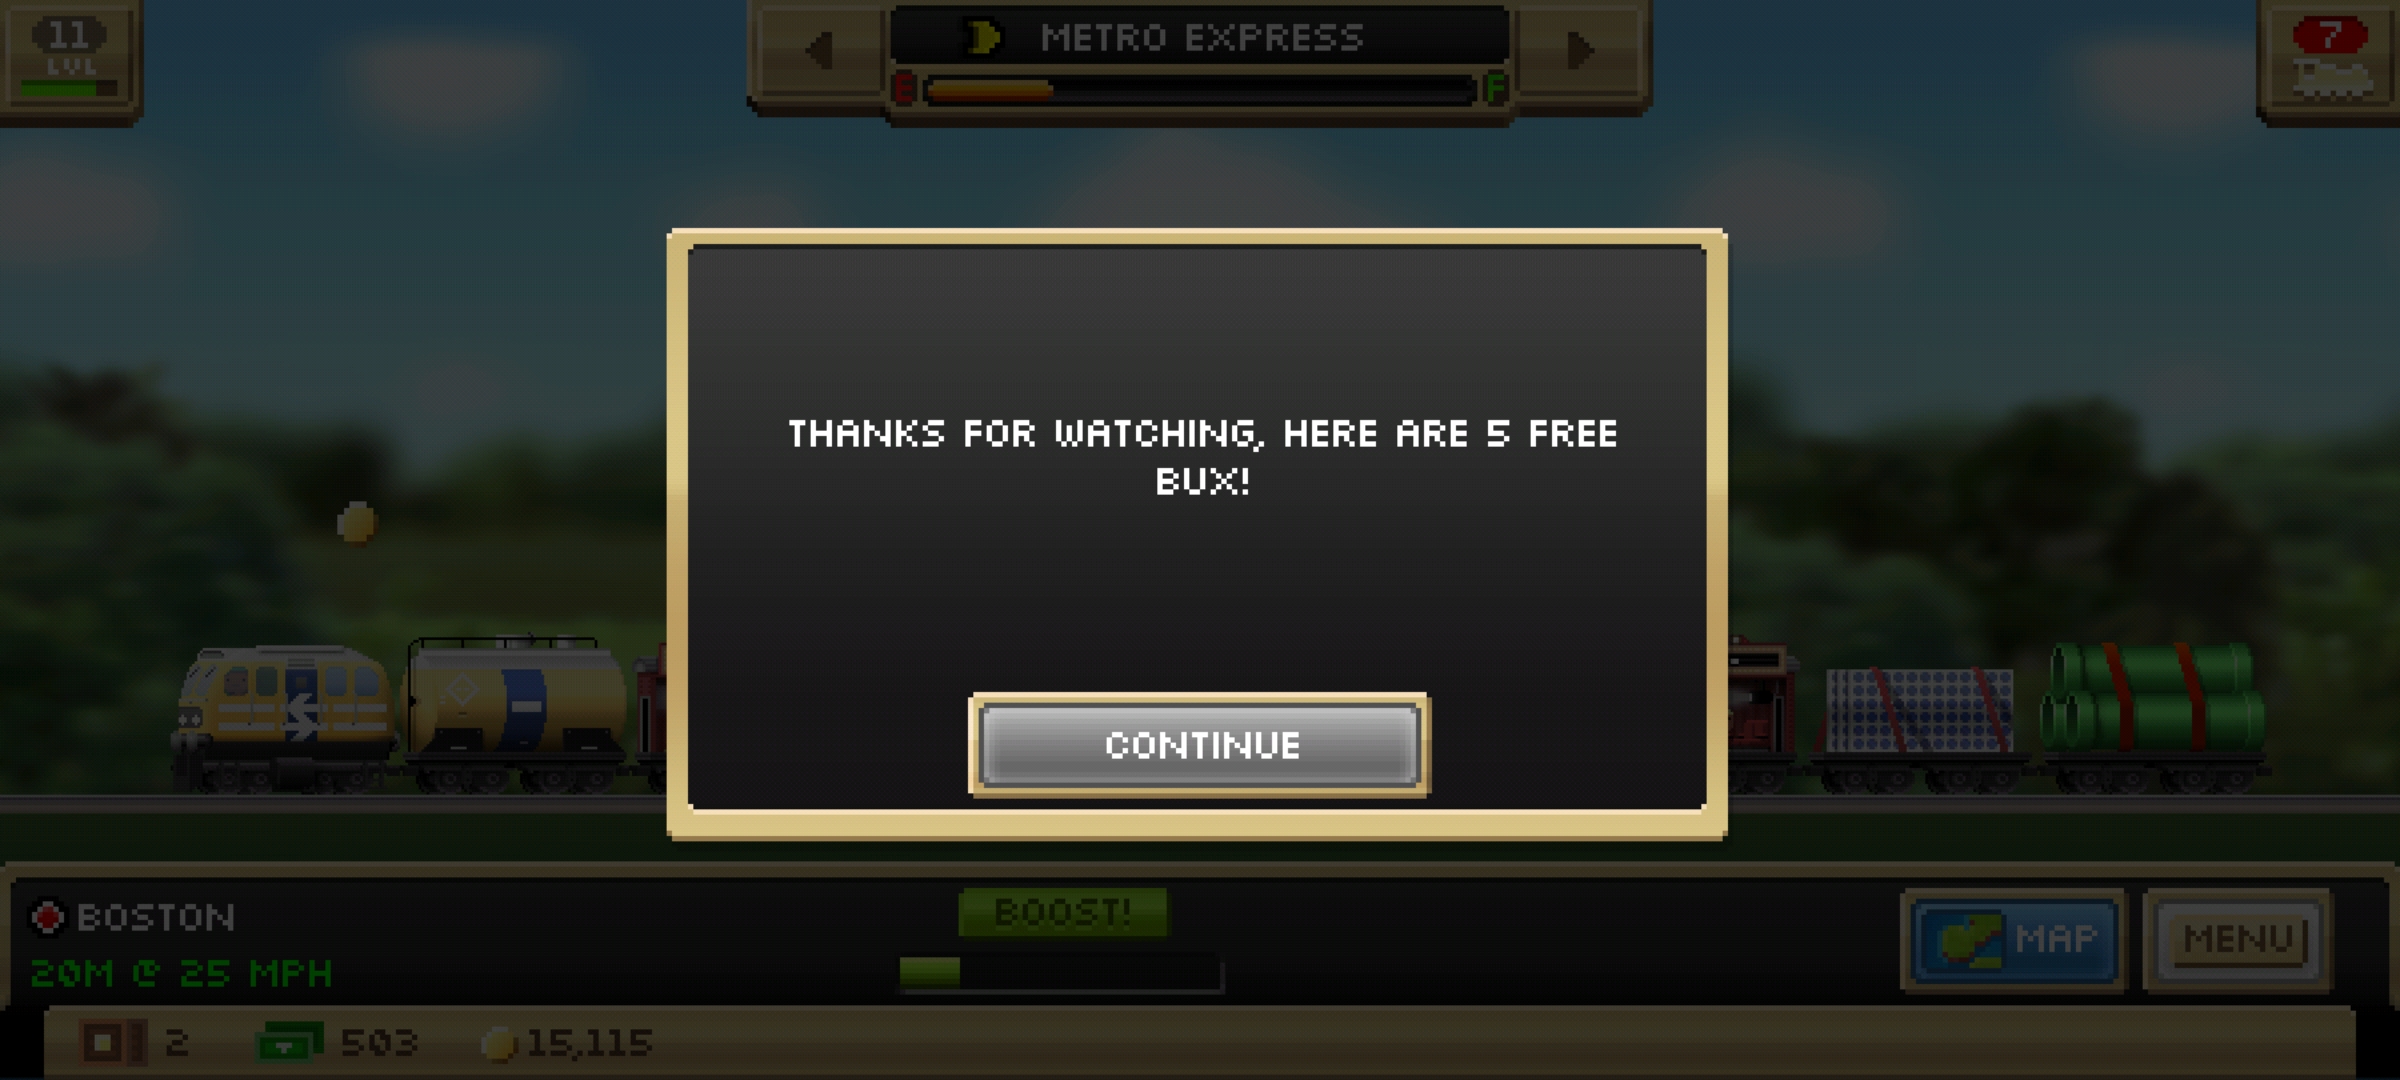 11
LVL
METRO EXPRESS
E F
7
THANKS FOR WATCHING, HERE ARE 5 FREE
BUX!
CONTINUE
BOSTON
20M @ 25 MPH
BOOST!
MAP
MENU
2
503
15,115